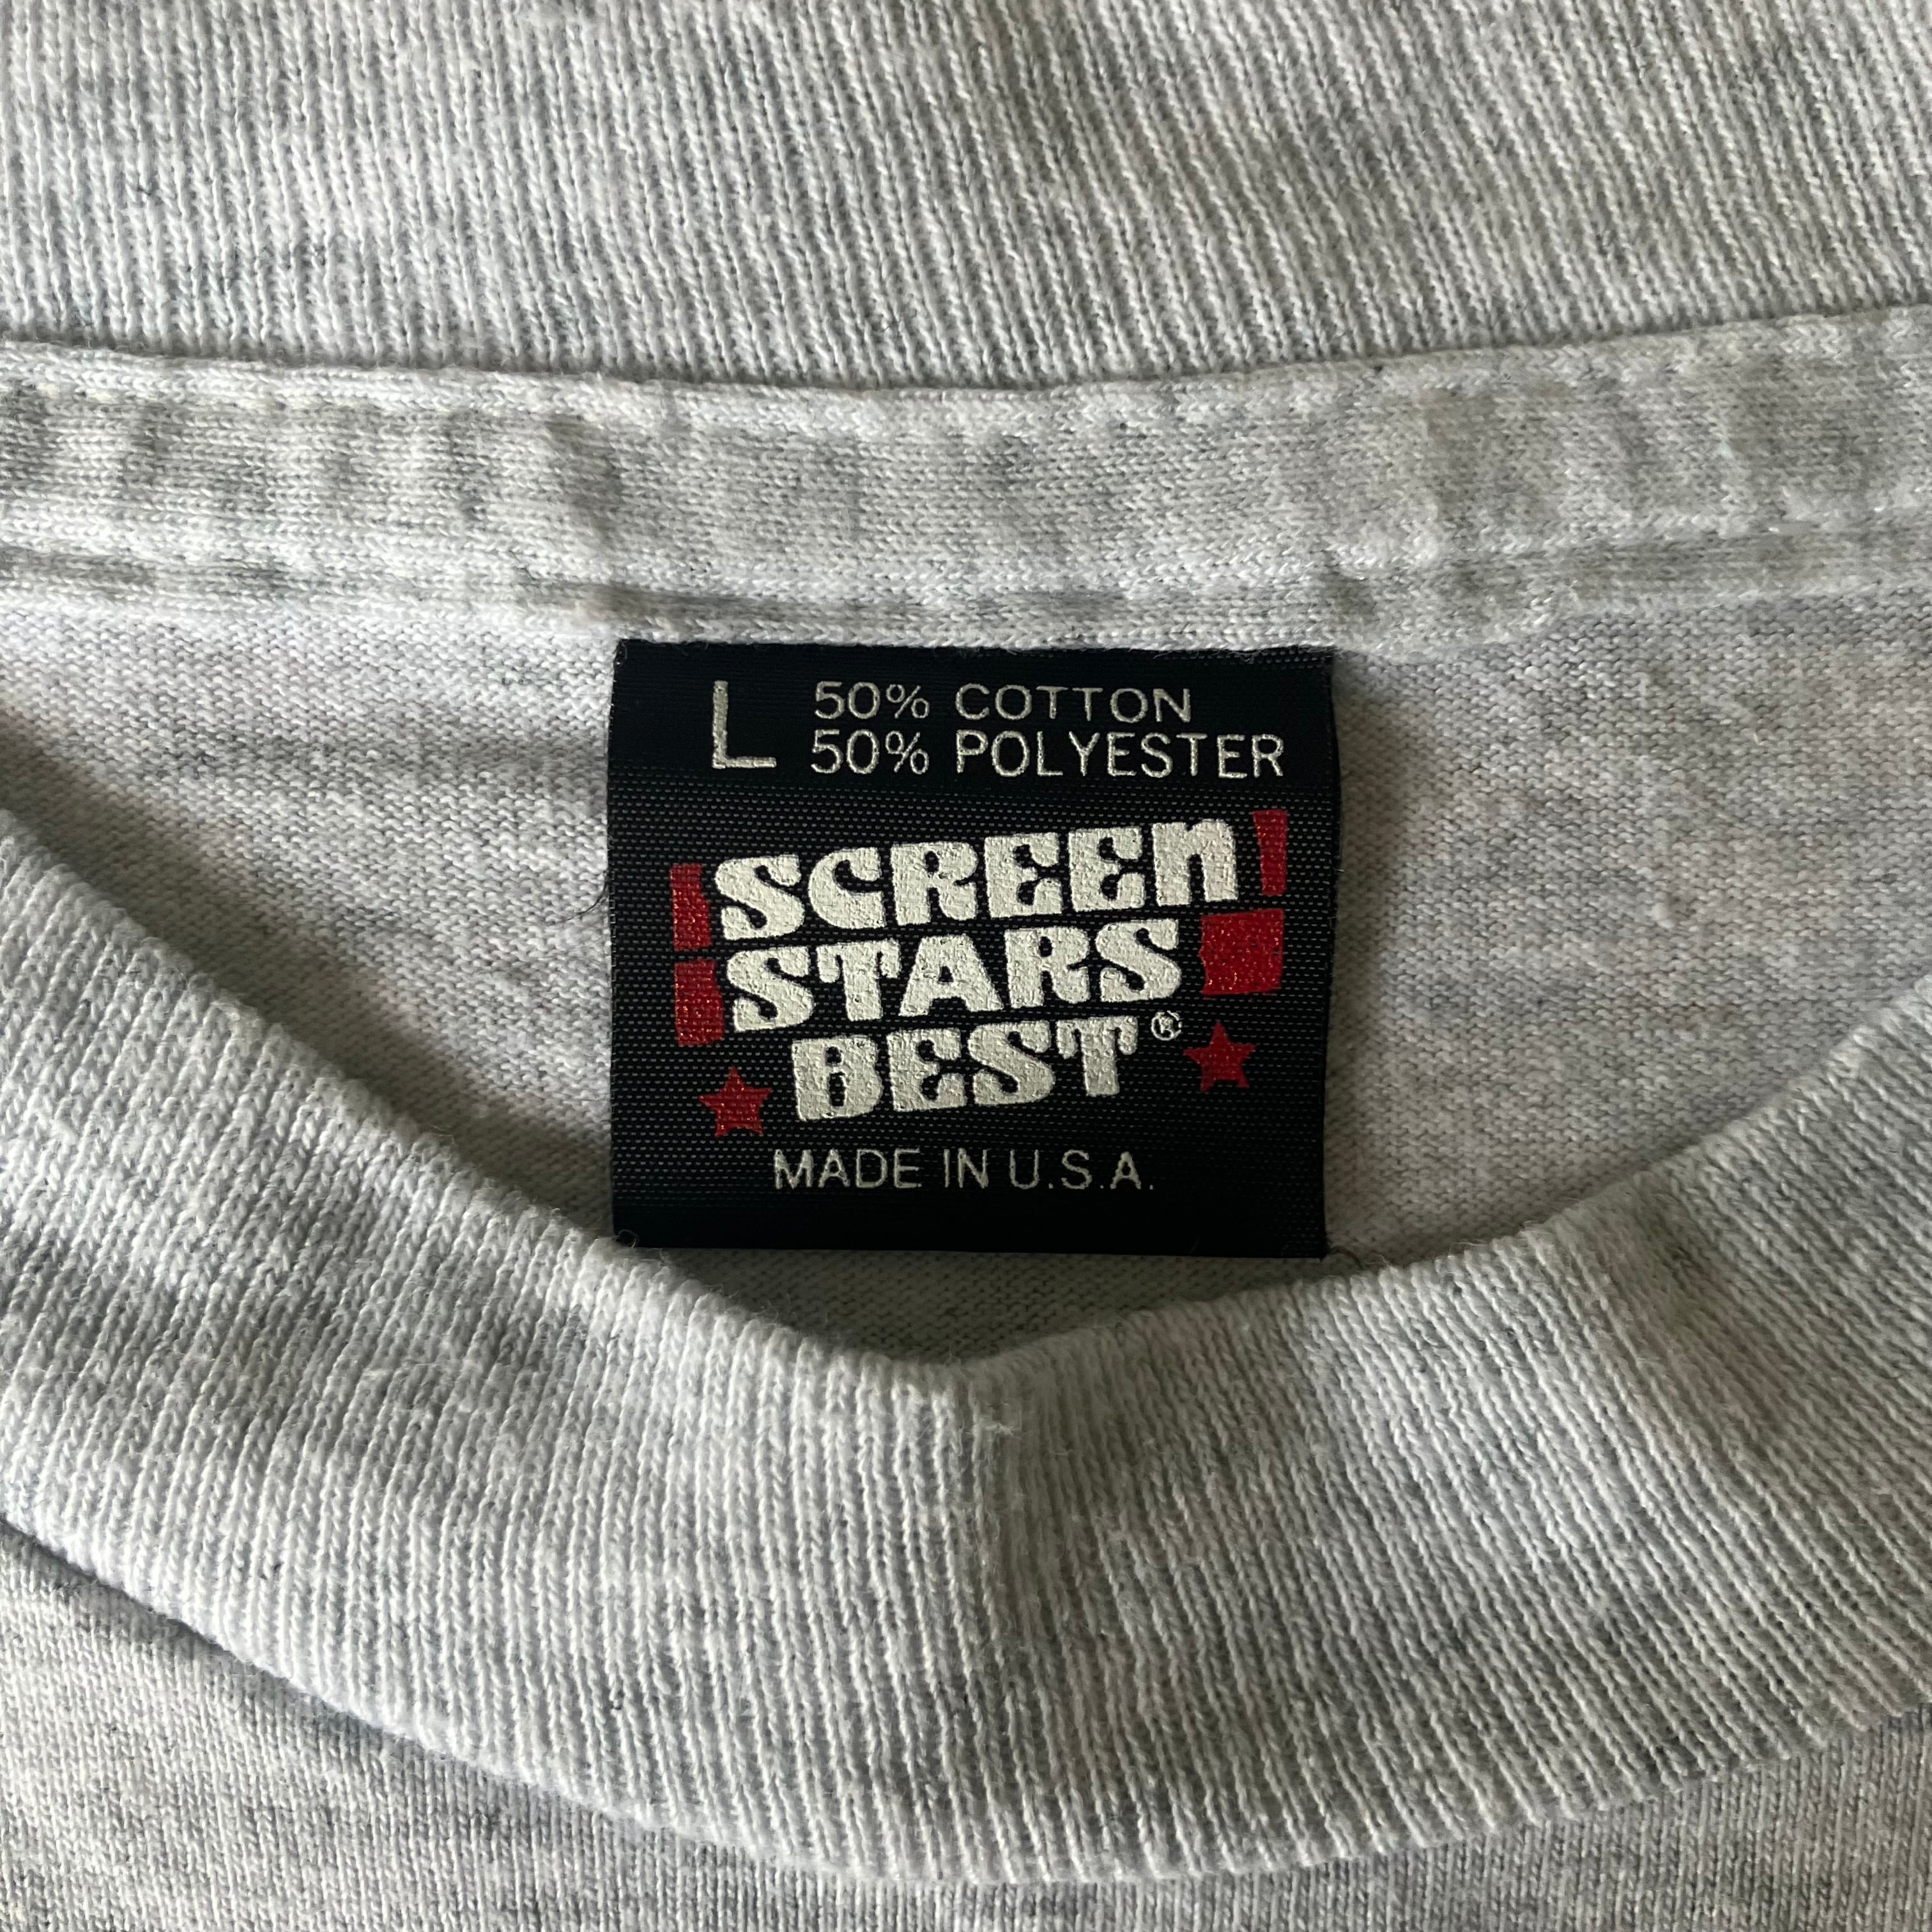 L 50% COTTON
50% POLYESTER
SCREEN
STARS
BEST®
MADE IN U.S.A.